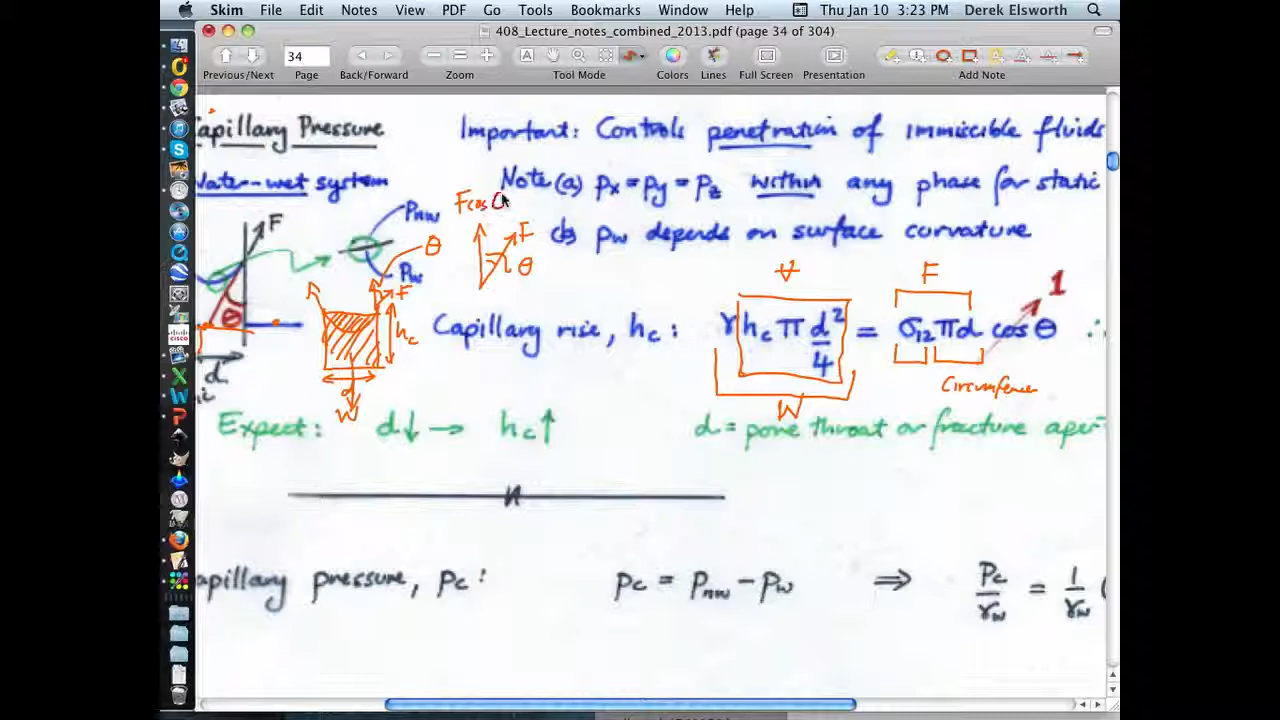 Skim File Edit Notes View PDF Go Tools Bookmarks Window Help Thu Jan 10 3:23 PM Derek Elsworth
408_Lecture_notes_combined_2013.pdf (page 34 of 304)
34
Previous/Next Page Back/Forward Zoom Tool Mode Colors Lines Full Screen Presentation Add Note
apillary Pressure Important: Controls penetration of immiscible fluids
Water-wet system Note (a) px = py = pz within any phase for static
F Pnw Fcos
θ F (b) pw depends on surface curvature
Pw θ
F V F 1
θ hc Capillary rise, hc: γ hc π d²/4 = σ12 πd cos θ ∴
d d Circumference
W W
Expect: d↓ → hc↑ d = pore throat or fracture aper-
apillary pressure, pc: pc = pnw - pw ⇒ pc/γw = 1/γw (